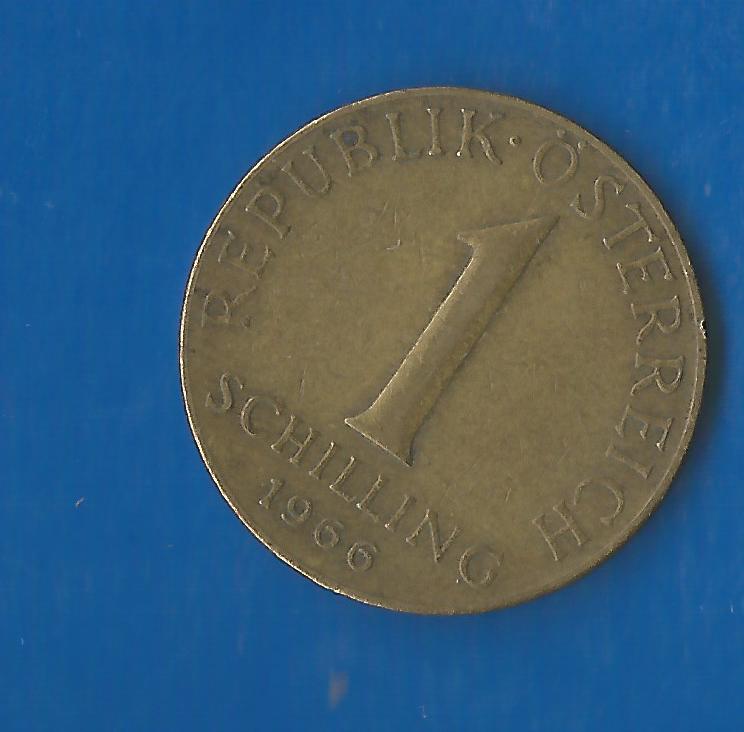 REPUBLIK · ÖSTERREICH
1
SCHILLING
1966